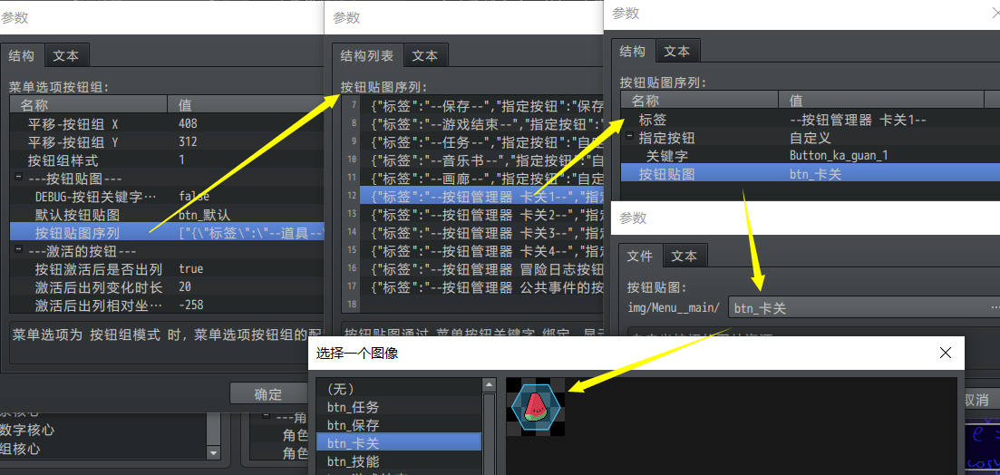 参数
结构 文本
菜单选项按钮组:
名称 值
平移-按钮组 X 408
平移-按钮组 Y 312
按钮组样式 1
---按钮贴图---
DEBUG-按钮关键字… false
默认按钮贴图 btn_默认
按钮贴图序列 ["{\"标签\":\"--道具--\
---激活的按钮---
按钮激活后是否出列 true
激活后出列变化时长 20
激活后出列相对坐… -258
菜单选项为 按钮组模式 时，菜单选项按钮组的配
确定
数字核心
组核心
---角
角色
角色
参数
结构列表 文本
按钮贴图序列:
7 {"标签":"--保存--","指定按钮":"保存
8 {"标签":"--游戏结束--","指定按钮":"
9 {"标签":"--任务--","指定按钮":"自定
10 {"标签":"--音乐书--","指定按钮":"自
11 {"标签":"--画廊--","指定按钮":"自定
12 {"标签":"--按钮管理器 卡关1--","指定
13 {"标签":"--按钮管理器 卡关2--","指定
14 {"标签":"--按钮管理器 卡关3--","指定
15 {"标签":"--按钮管理器 卡关4--","指定
16 {"标签":"--按钮管理器 冒险日志按钮
17 {"标签":"--按钮管理器 公共事件的按
18
按钮贴图通过 菜单按钮关键字 绑定，显示
参数
结构 文本
按钮贴图序列:
名称 值
标签 --按钮管理器 卡关1--
指定按钮 自定义
关键字 Button_ka_guan_1
按钮贴图 btn_卡关
参数
文件 文本
按钮贴图:
img/Menu__main/ btn_卡关 …
取消
选择一个图像
（无）
btn_任务
btn_保存
btn_卡关
btn_技能